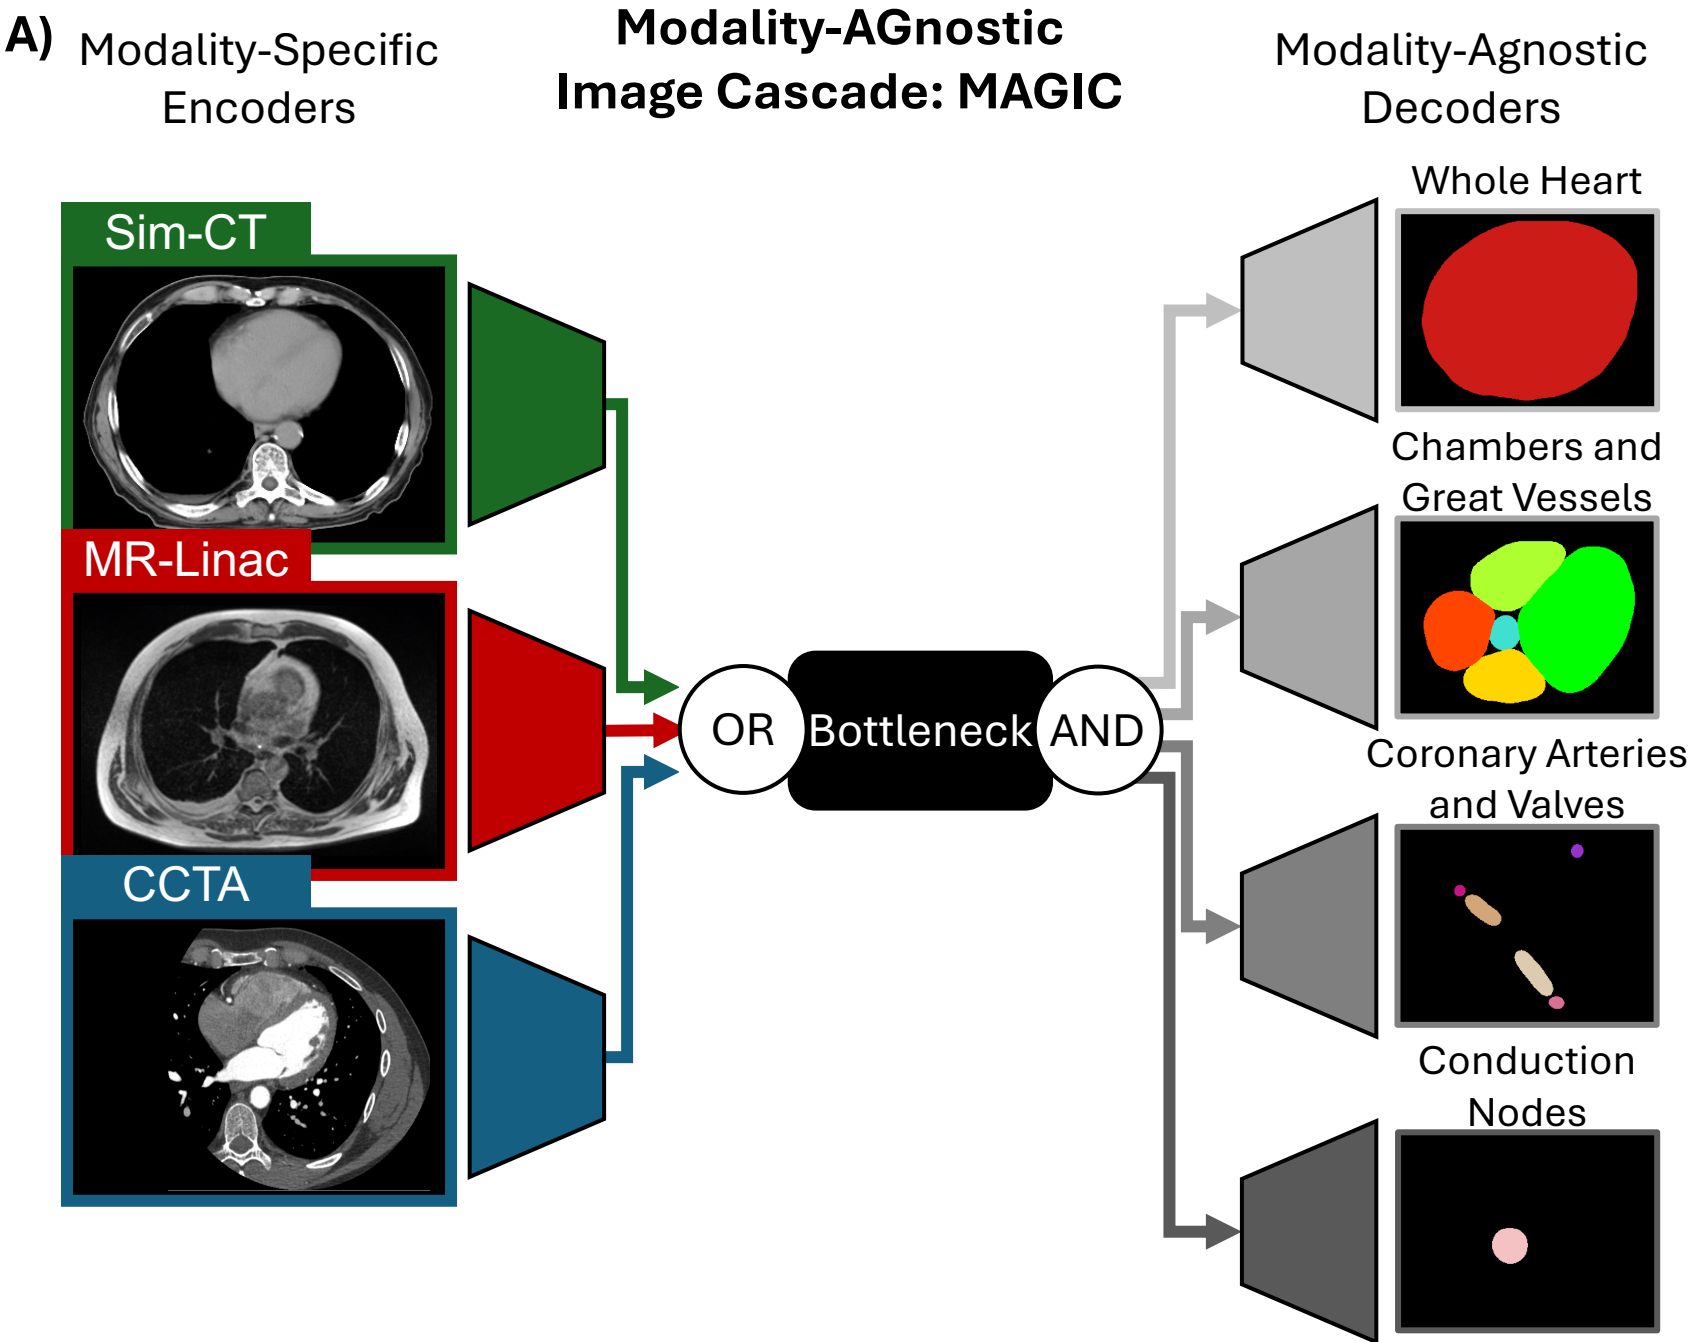 A)
Modality-Specific
Encoders
Modality-AGnostic
Image Cascade: MAGIC
Modality-Agnostic
Decoders
Sim-CT
MR-Linac
CCTA
OR
Bottleneck
AND
Whole Heart
Chambers and
Great Vessels
Coronary Arteries
and Valves
Conduction
Nodes